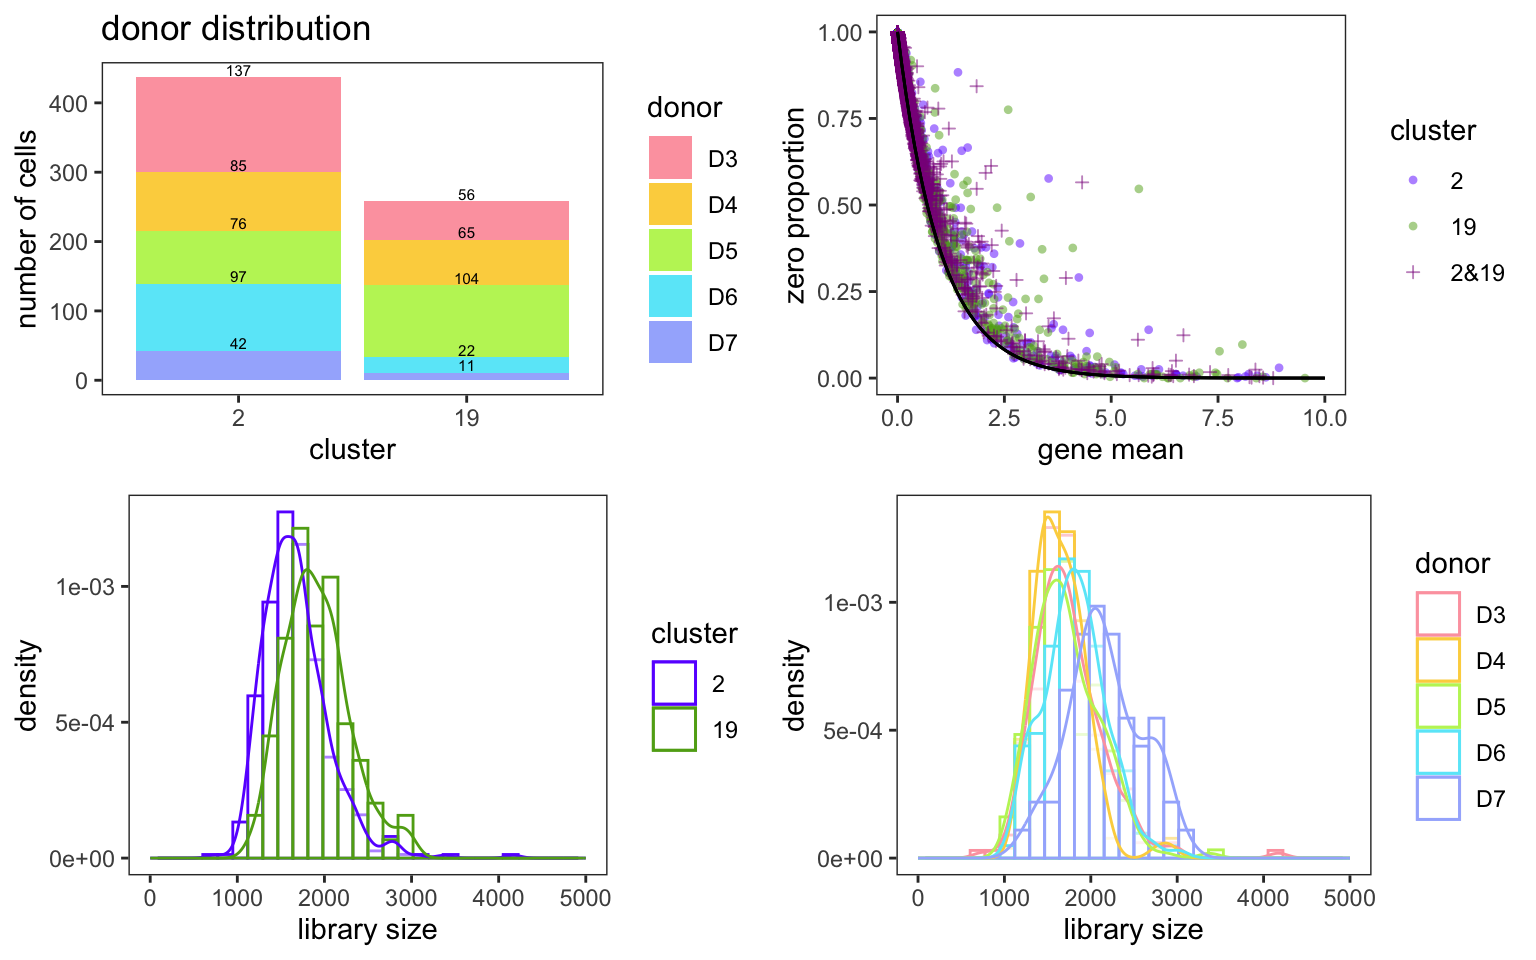 donor distribution
number of cells
400
300
200
100
0
137
85
76
97
42
56
65
104
22
11
2
19
cluster
donor
D3
D4
D5
D6
D7
zero proportion
1.00
0.75
0.50
0.25
0.00
0.0
2.5
5.0
7.5
10.0
gene mean
cluster
2
19
2&19
density
1e-03
5e-04
0e+00
0
1000
2000
3000
4000
5000
library size
cluster
2
19
density
1e-03
5e-04
0e+00
0
1000
2000
3000
4000
5000
library size
donor
D3
D4
D5
D6
D7